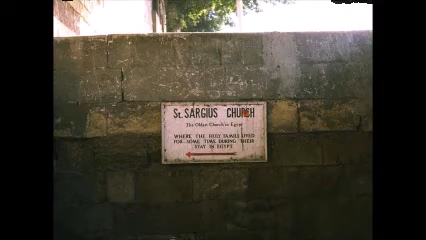 St. SARGIUS CHURCH
The Oldest Church in Egypt
WHERE THE HOLY FAMILY LIVED
FOR SOME TIME DURING THEIR
STAY IN EGYPT